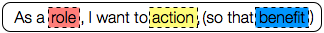 As a role, I want to action, (so that benefit)